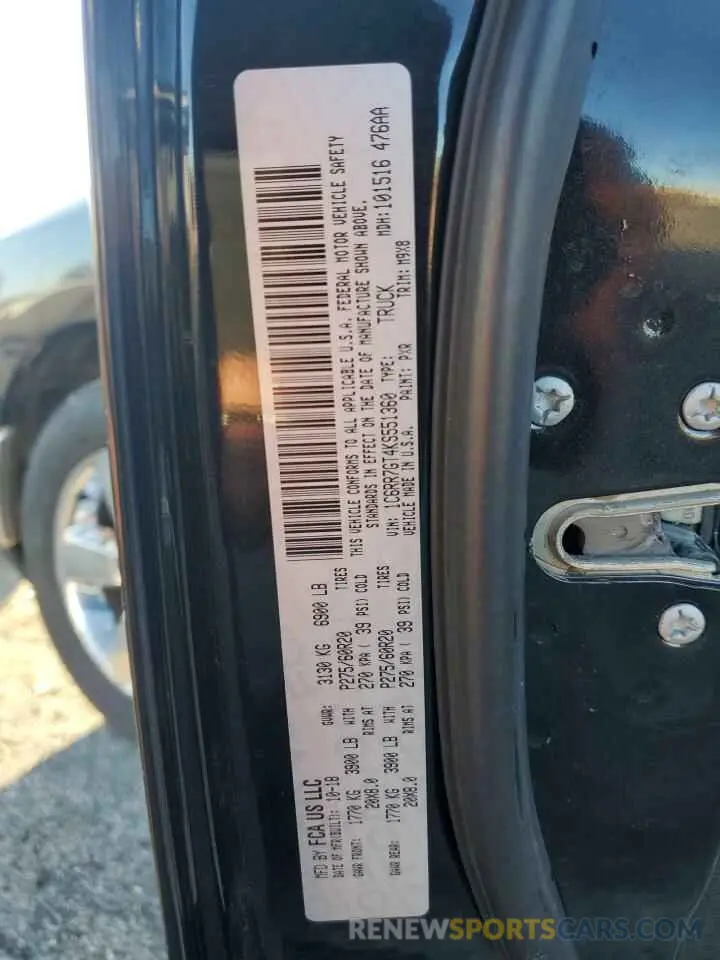 MFD BY FCA US LLC
DATE OF MFR(BUILT): 10-18 GVWR: 3130 KG 6900 LB
GAWR FRONT: 1770 KG 3900 LB WITH P275/60R20 TIRES
20X8.0 RIMS AT 270 KPA ( 39 PSI) COLD
GAWR REAR: 1770 KG 3900 LB WITH P275/60R20 TIRES
20X8.0 RIMS AT 270 KPA ( 39 PSI) COLD
THIS VEHICLE CONFORMS TO ALL APPLICABLE U.S.A. FEDERAL MOTOR VEHICLE SAFETY
STANDARDS IN EFFECT ON THE DATE OF MANUFACTURE SHOWN ABOVE.
VIN: 1C6RR7GT4KS551360 TYPE: TRUCK MDH: 101516 476AA
VEHICLE MADE IN U.S.A. PAINT: PXR TRIM: M9X8
RENEWSPORTSCARS.COM